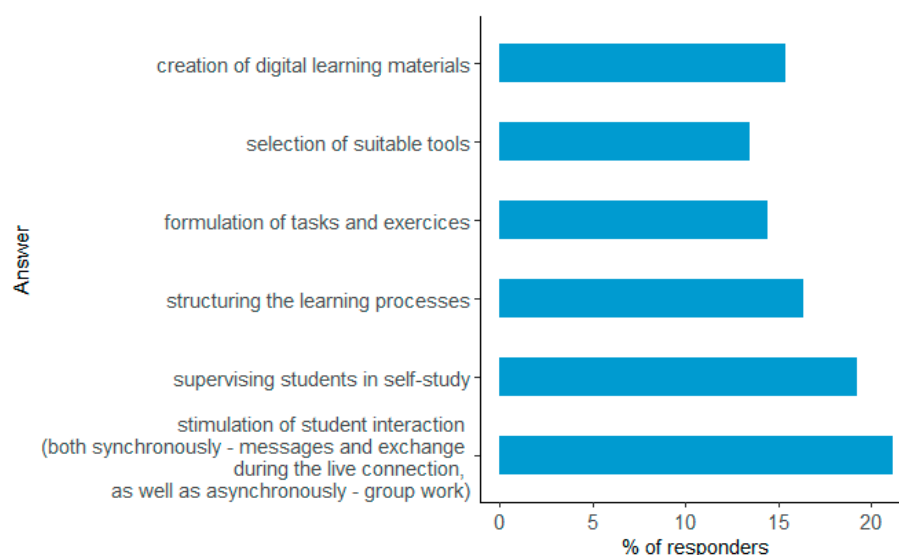 creation of digital learning materials
selection of suitable tools
formulation of tasks and exercices
structuring the learning processes
supervising students in self-study
stimulation of student interaction
(both synchronously - messages and exchange
during the live connection,
as well as asynchronously - group work)
Answer
0 5 10 15 20
% of responders